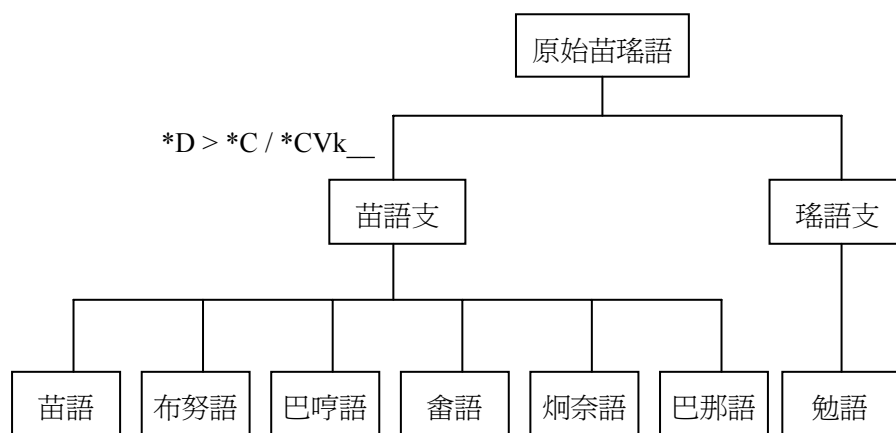 原始苗瑤語
*D > *C / *CVk__
苗語支
瑤語支
苗語
布努語
巴哼語
畲語
炯奈語
巴那語
勉語